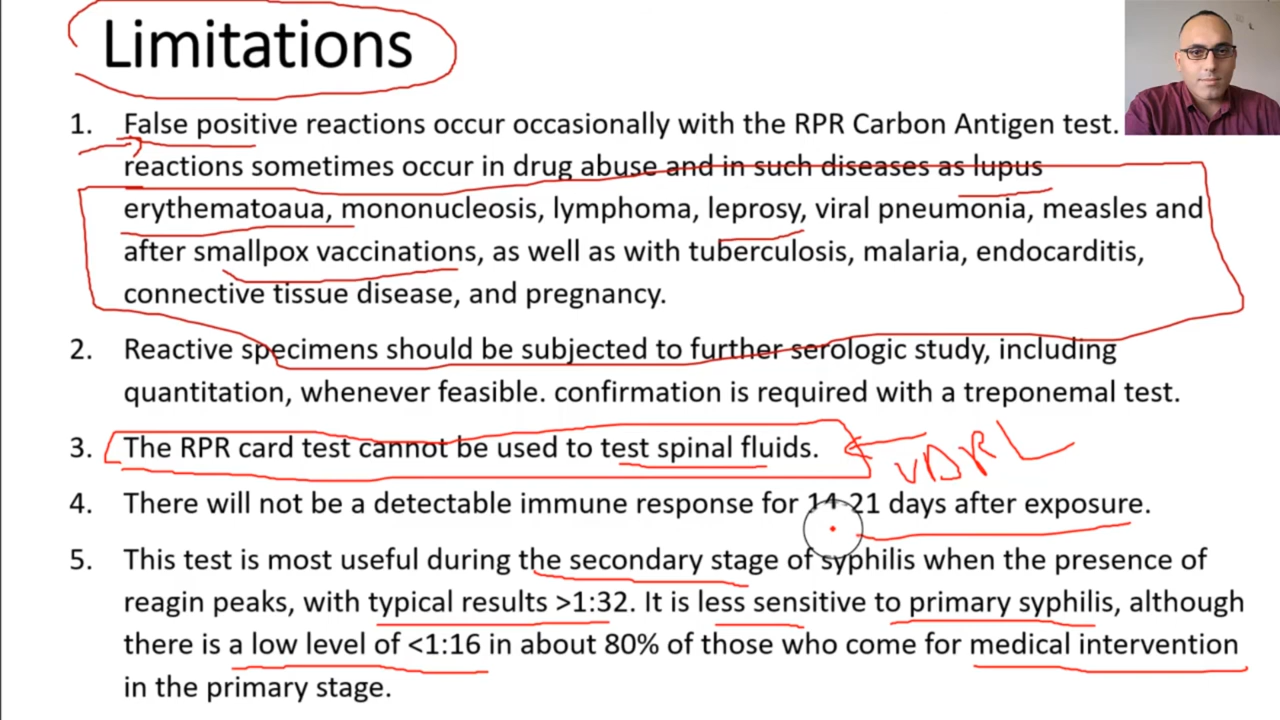 Limitations
1. False positive reactions occur occasionally with the RPR Carbon Antigen test.
reactions sometimes occur in drug abuse and in such diseases as lupus
erythematoaua, mononucleosis, lymphoma, leprosy, viral pneumonia, measles and
after smallpox vaccinations, as well as with tuberculosis, malaria, endocarditis,
connective tissue disease, and pregnancy.
2. Reactive specimens should be subjected to further serologic study, including
quantitation, whenever feasible. confirmation is required with a treponemal test.
3. The RPR card test cannot be used to test spinal fluids.
VDRL
4. There will not be a detectable immune response for 14-21 days after exposure.
5. This test is most useful during the secondary stage of syphilis when the presence of
reagin peaks, with typical results >1:32. It is less sensitive to primary syphilis, although
there is a low level of <1:16 in about 80% of those who come for medical intervention
in the primary stage.